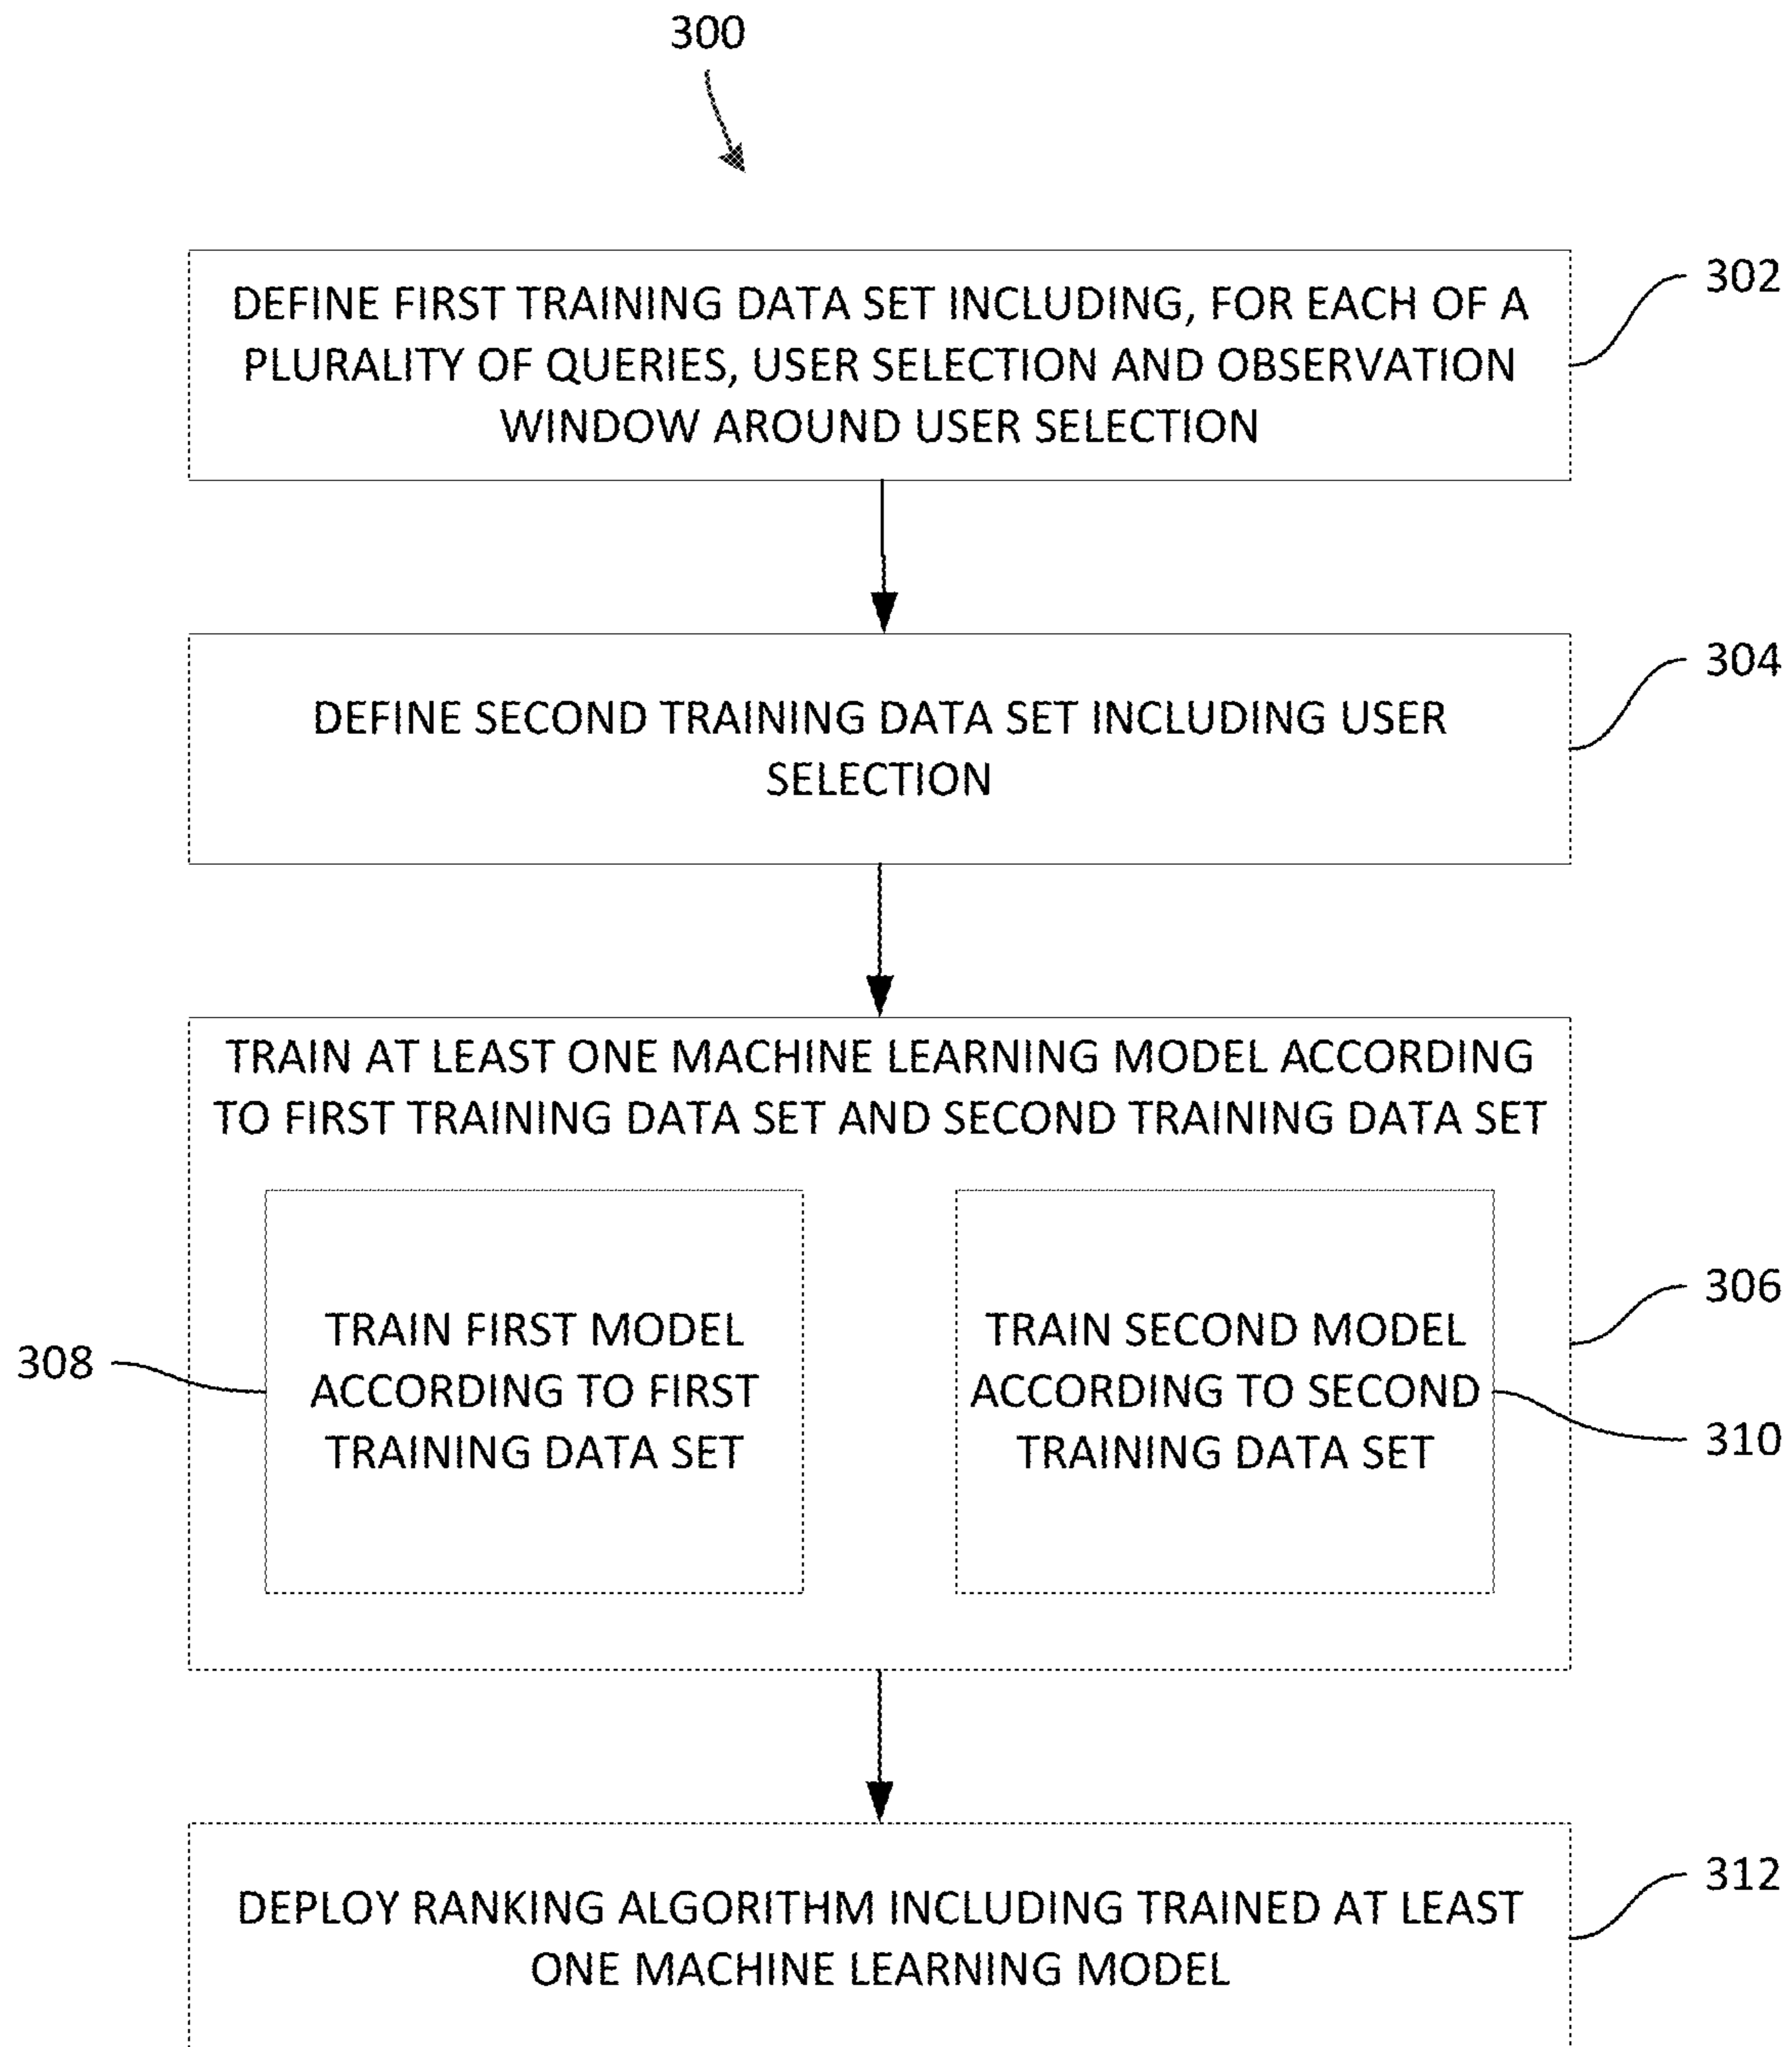 300
DEFINE FIRST TRAINING DATA SET INCLUDING, FOR EACH OF A
PLURALITY OF QUERIES, USER SELECTION AND OBSERVATION
WINDOW AROUND USER SELECTION
302
DEFINE SECOND TRAINING DATA SET INCLUDING USER
SELECTION
304
TRAIN AT LEAST ONE MACHINE LEARNING MODEL ACCORDING
TO FIRST TRAINING DATA SET AND SECOND TRAINING DATA SET
306
308
TRAIN FIRST MODEL
ACCORDING TO FIRST
TRAINING DATA SET
TRAIN SECOND MODEL
ACCORDING TO SECOND
TRAINING DATA SET
310
DEPLOY RANKING ALGORITHM INCLUDING TRAINED AT LEAST
ONE MACHINE LEARNING MODEL
312